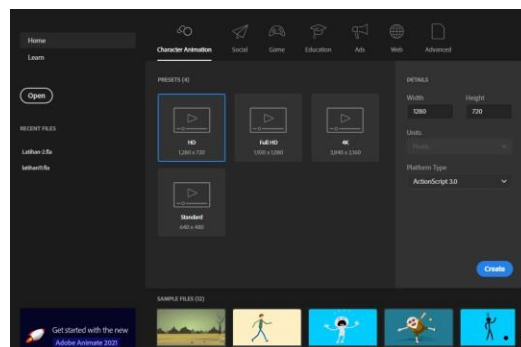 Home
Learn
Open
RECENT FILES
Latihan-2.fla
latihan11.fla
Character Animation
Social
Game
Education
Ads
Web
Advanced
PRESETS (4)
HD
1,280 x 720
Full HD
1,920 x 1,080
4K
3,840 x 2,160
Standard
640 x 480
DETAILS
Width
Height
1280
720
Units
Pixels
Platform Type
ActionScript 3.0
Create
SAMPLE FILES (12)
Get started with the new
Adobe Animate 2021